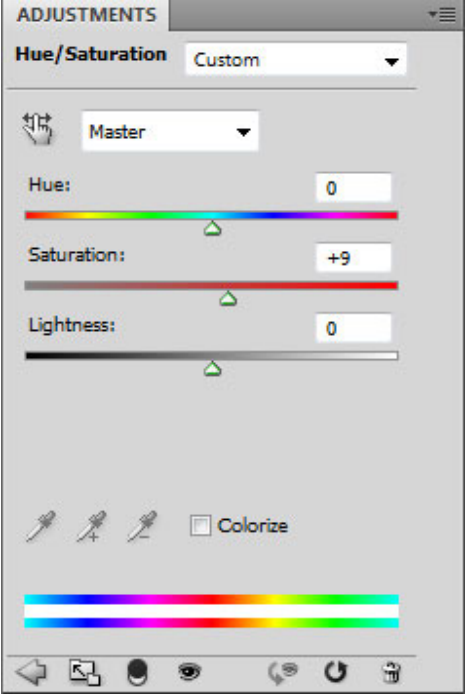 ADJUSTMENTS
Hue/Saturation Custom
Master
Hue: 0
Saturation: +9
Lightness: 0
Colorize